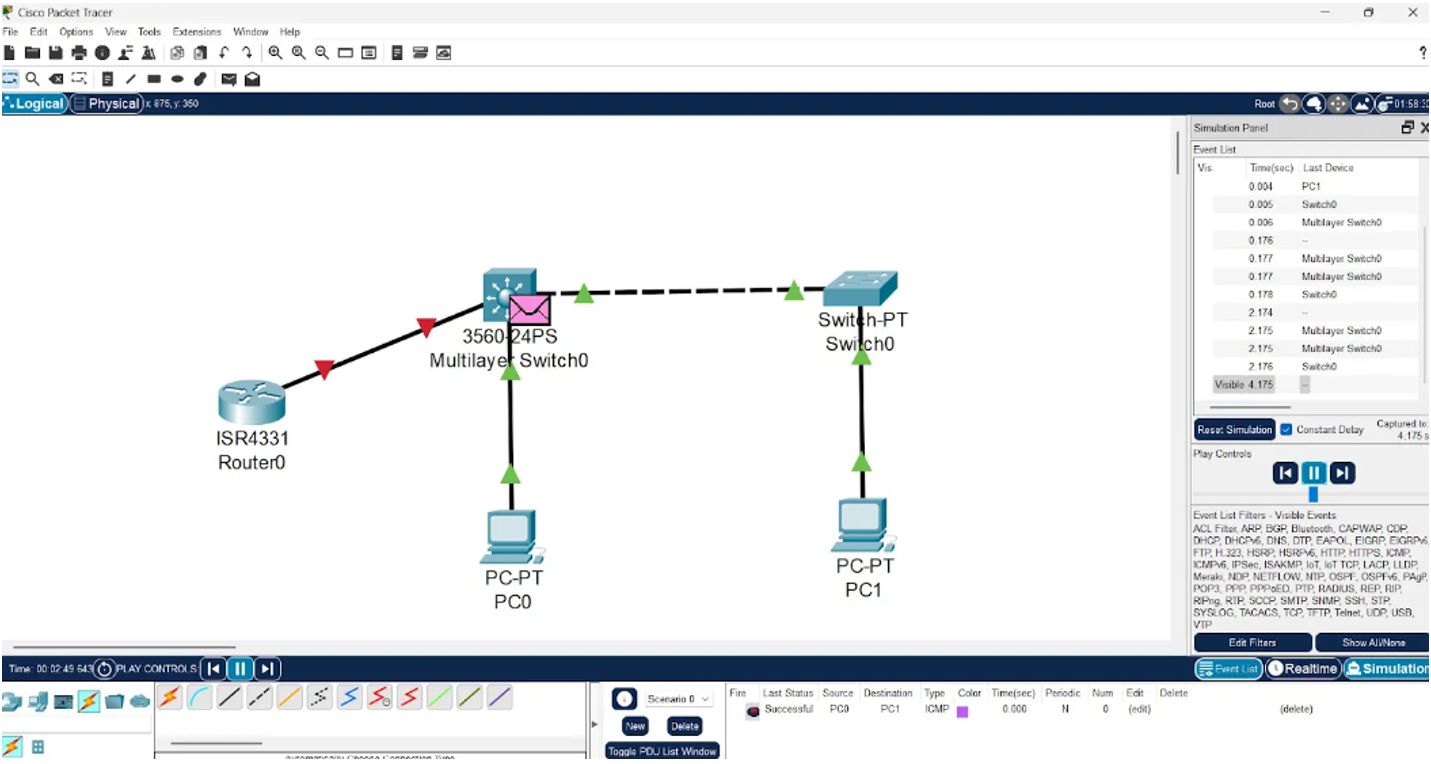 Cisco Packet Tracer
File Edit Options View Tools Extensions Window Help
?
Logical Physical x: 875, y: 350
Root 01:58:30
Simulation Panel
Event List
Vis. Time(sec) Last Device
0.004 PC1
0.005 Switch0
0.006 Multilayer Switch0
0.176 --
0.177 Multilayer Switch0
0.177 Multilayer Switch0
0.178 Switch0
2.174 --
2.175 Multilayer Switch0
2.175 Multilayer Switch0
2.176 Switch0
Visible 4.175 --
Reset Simulation Constant Delay Captured to:
4.175 s
Play Controls
Event List Filters - Visible Events
ACL Filter, ARP, BGP, Bluetooth, CAPWAP, CDP,
DHCP, DHCPv6, DNS, DTP, EAPOL, EIGRP, EIGRPv6,
FTP, H.323, HSRP, HSRPv6, HTTP, HTTPS, ICMP,
ICMPv6, IPSec, ISAKMP, IoT, IoT TCP, LACP, LLDP,
Meraki, NDP, NETFLOW, NTP, OSPF, OSPFv6, PAgP,
POP3, PPP, PPPoED, PTP, RADIUS, REP, RIP,
RIPng, RTP, SCCP, SMTP, SNMP, SSH, STP,
SYSLOG, TACACS, TCP, TFTP, Telnet, UDP, USB,
VTP
Edit Filters Show All/None
3560-24PS
Multilayer Switch0
Switch-PT
Switch0
ISR4331
Router0
PC-PT
PC0
PC-PT
PC1
Time: 00:02:49.643 PLAY CONTROLS:
Event List Realtime Simulation
Scenario 0
New Delete
Toggle PDU List Window
Fire Last Status Source Destination Type Color Time(sec) Periodic Num Edit Delete
Successful PC0 PC1 ICMP 0.000 N 0 (edit) (delete)
Automatically Choose Connection Type